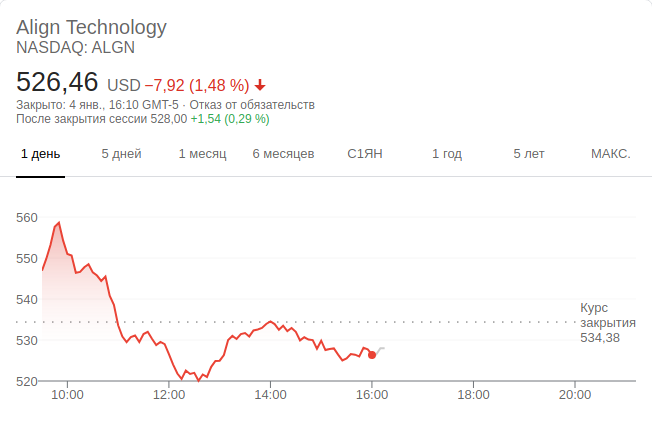 Align Technology
NASDAQ: ALGN
526,46 USD −7,92 (1,48 %)
Закрыто: 4 янв., 16:10 GMT-5 · Отказ от обязательств
После закрытия сессии 528,00 +1,54 (0,29 %)
1 день 5 дней 1 месяц 6 месяцев С1ЯН 1 год 5 лет МАКС.
560
550
540
530
520
Курс
закрытия
534,38
10:00 12:00 14:00 16:00 18:00 20:00